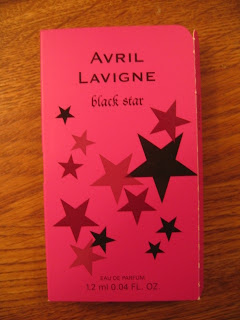 AVRIL
LAVIGNE
black star
EAU DE PARFUM
1.2 ml 0.04 FL. OZ.